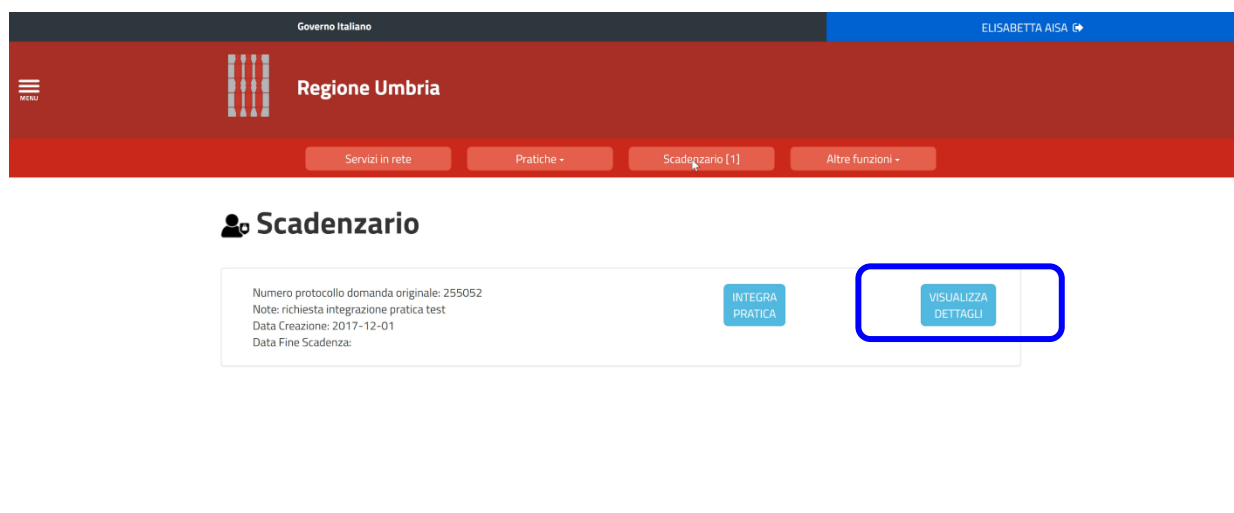 Governo Italiano
ELISABETTA AISA
MENU
Regione Umbria
Servizi in rete
Pratiche
Scadenzario [1]
Altre funzioni
Scadenzario
Numero protocollo domanda originale: 255052
Note: richiesta integrazione pratica test
Data Creazione: 2017-12-01
Data Fine Scadenza:
INTEGRA
PRATICA
VISUALIZZA
DETTAGLI